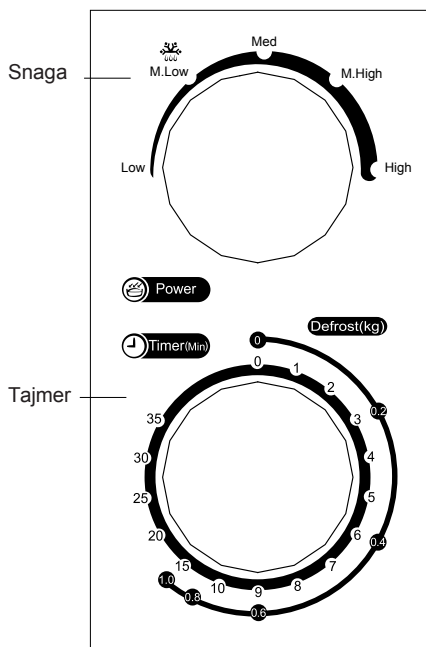 Snaga
Med
M.Low
M.High
Low
High
Power
Defrost(kg)
Timer(Min)
Tajmer
0
0.2
0.4
0.6
0.8
1.0
0
1
2
3
4
5
6
7
8
9
10
15
20
25
30
35